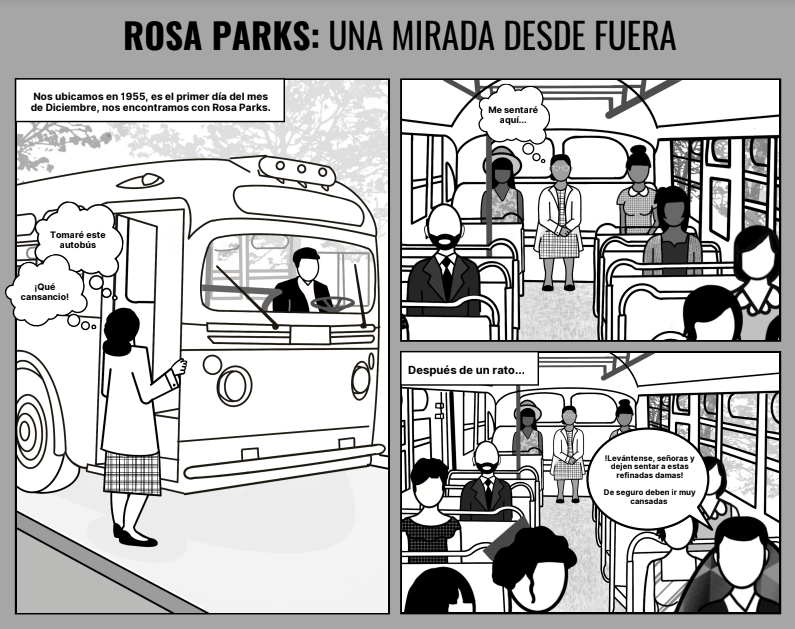 ROSA PARKS: UNA MIRADA DESDE FUERA
Nos ubicamos en 1955, es el primer día del mes
de Diciembre, nos encontramos con Rosa Parks.
Tomaré este
autobús
¡Qué
cansancio!
Me sentaré
aquí...
Después de un rato...
!Levántense, señoras y
dejen sentar a estas
refinadas damas!
De seguro deben ir muy
cansadas